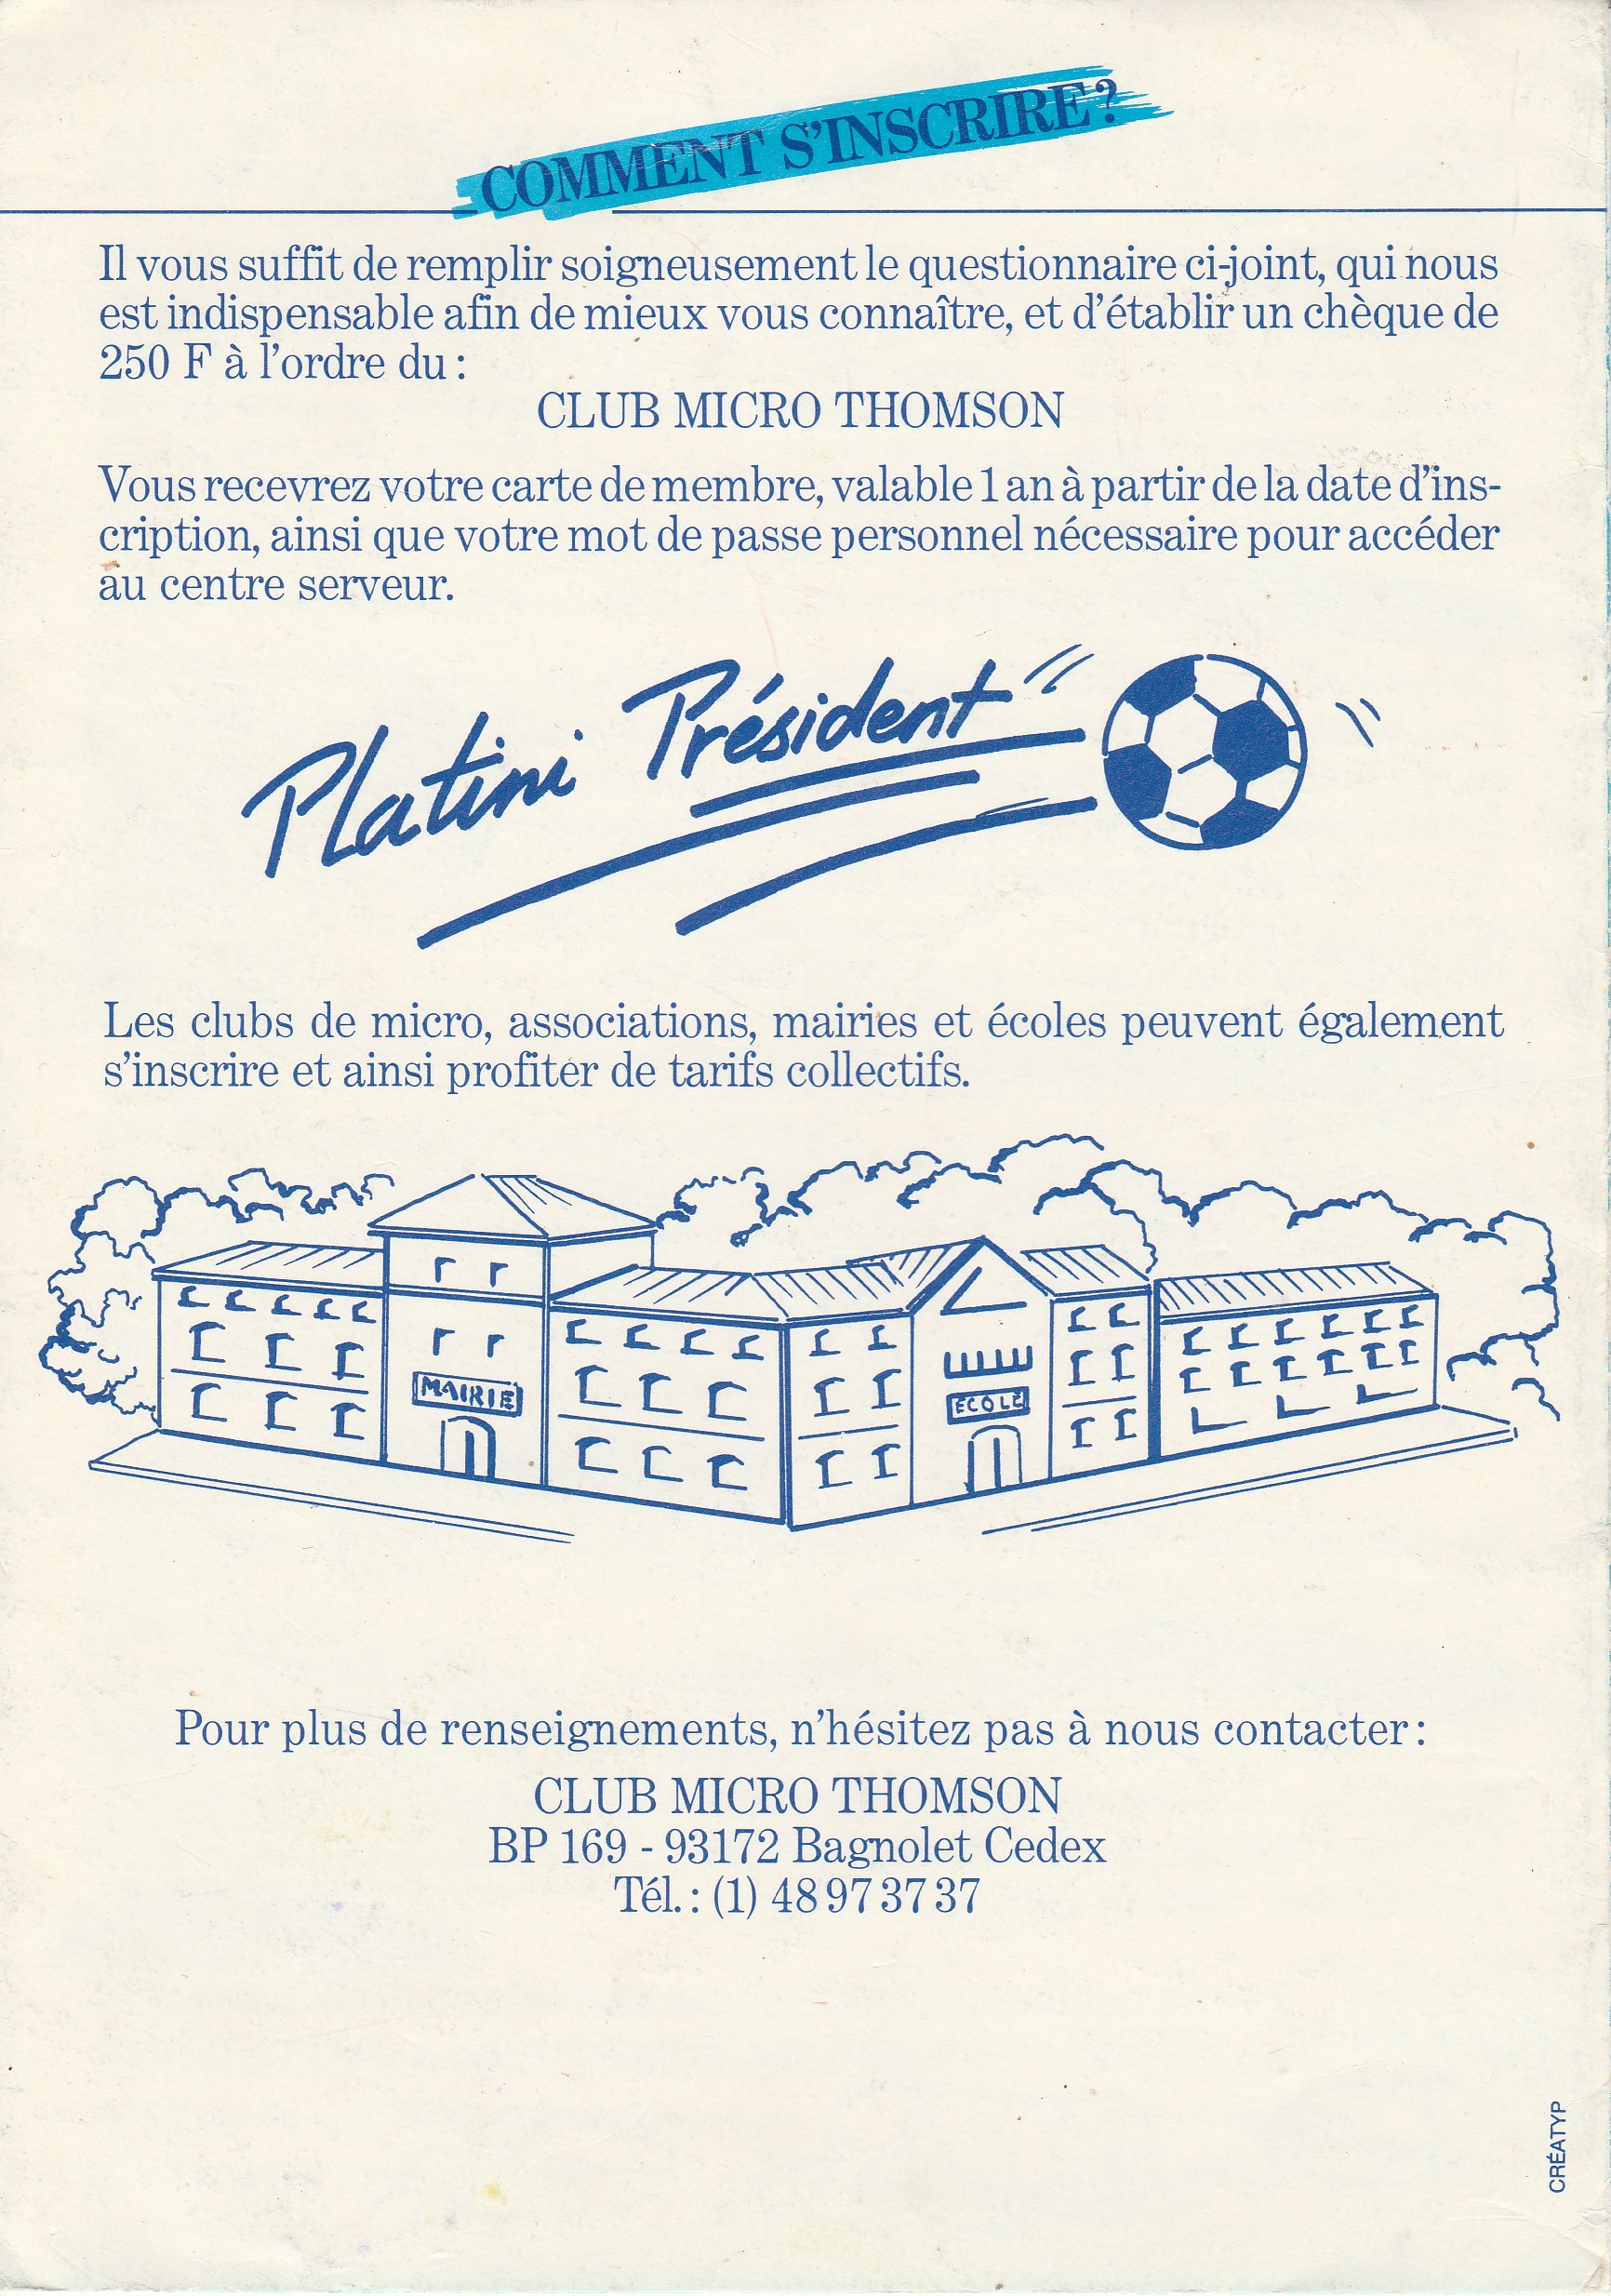 COMMENT S'INSCRIRE?
Il vous suffit de remplir soigneusement le questionnaire ci-joint, qui nous
est indispensable afin de mieux vous connaître, et d'établir un chèque de
250 F à l'ordre du :
CLUB MICRO THOMSON
Vous recevrez votre carte de membre, valable 1 an à partir de la date d'ins-
cription, ainsi que votre mot de passe personnel nécessaire pour accéder
au centre serveur.
Platini Président
Les clubs de micro, associations, mairies et écoles peuvent également
s'inscrire et ainsi profiter de tarifs collectifs.
MAIRIE
ECOLE
Pour plus de renseignements, n'hésitez pas à nous contacter :
CLUB MICRO THOMSON
BP 169 - 93172 Bagnolet Cedex
Tél. : (1) 48 97 37 37
CRÉATYP